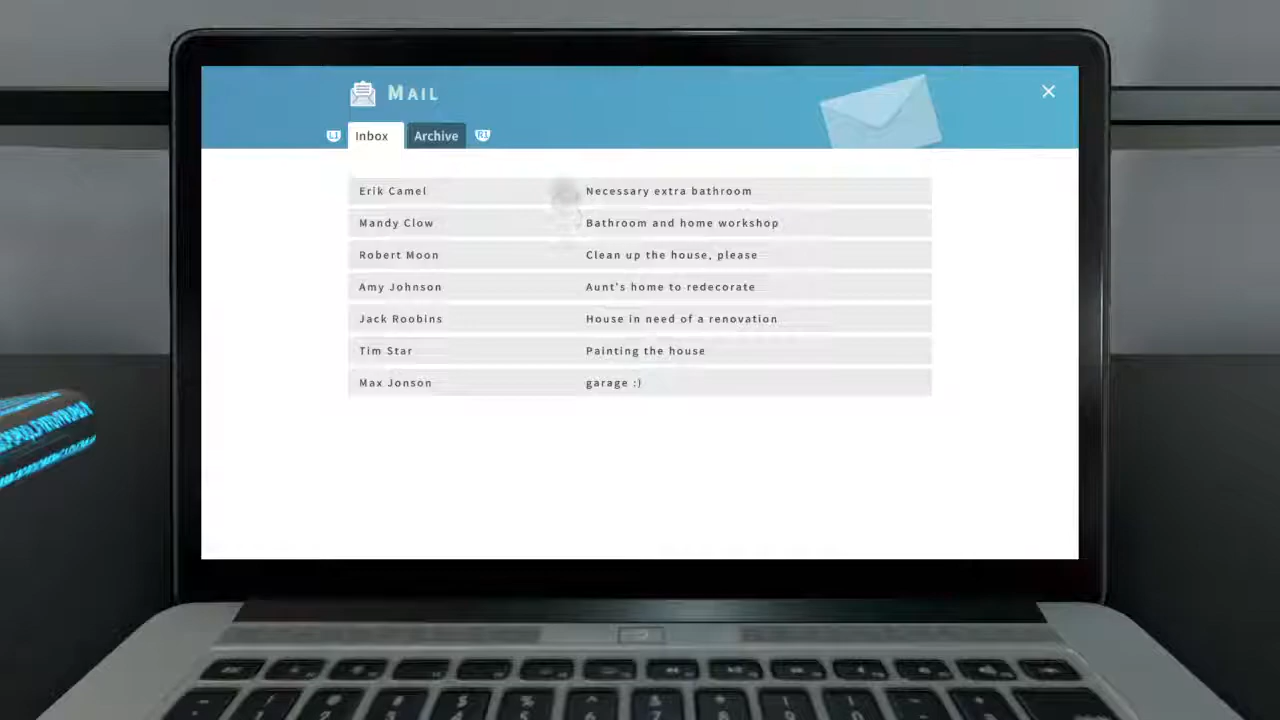 MAIL
L1 Inbox Archive R1
Erik Camel Necessary extra bathroom
Mandy Clow Bathroom and home workshop
Robert Moon Clean up the house, please
Amy Johnson Aunt's home to redecorate
Jack Roobins House in need of a renovation
Tim Star Painting the house
Max Jonson garage :)